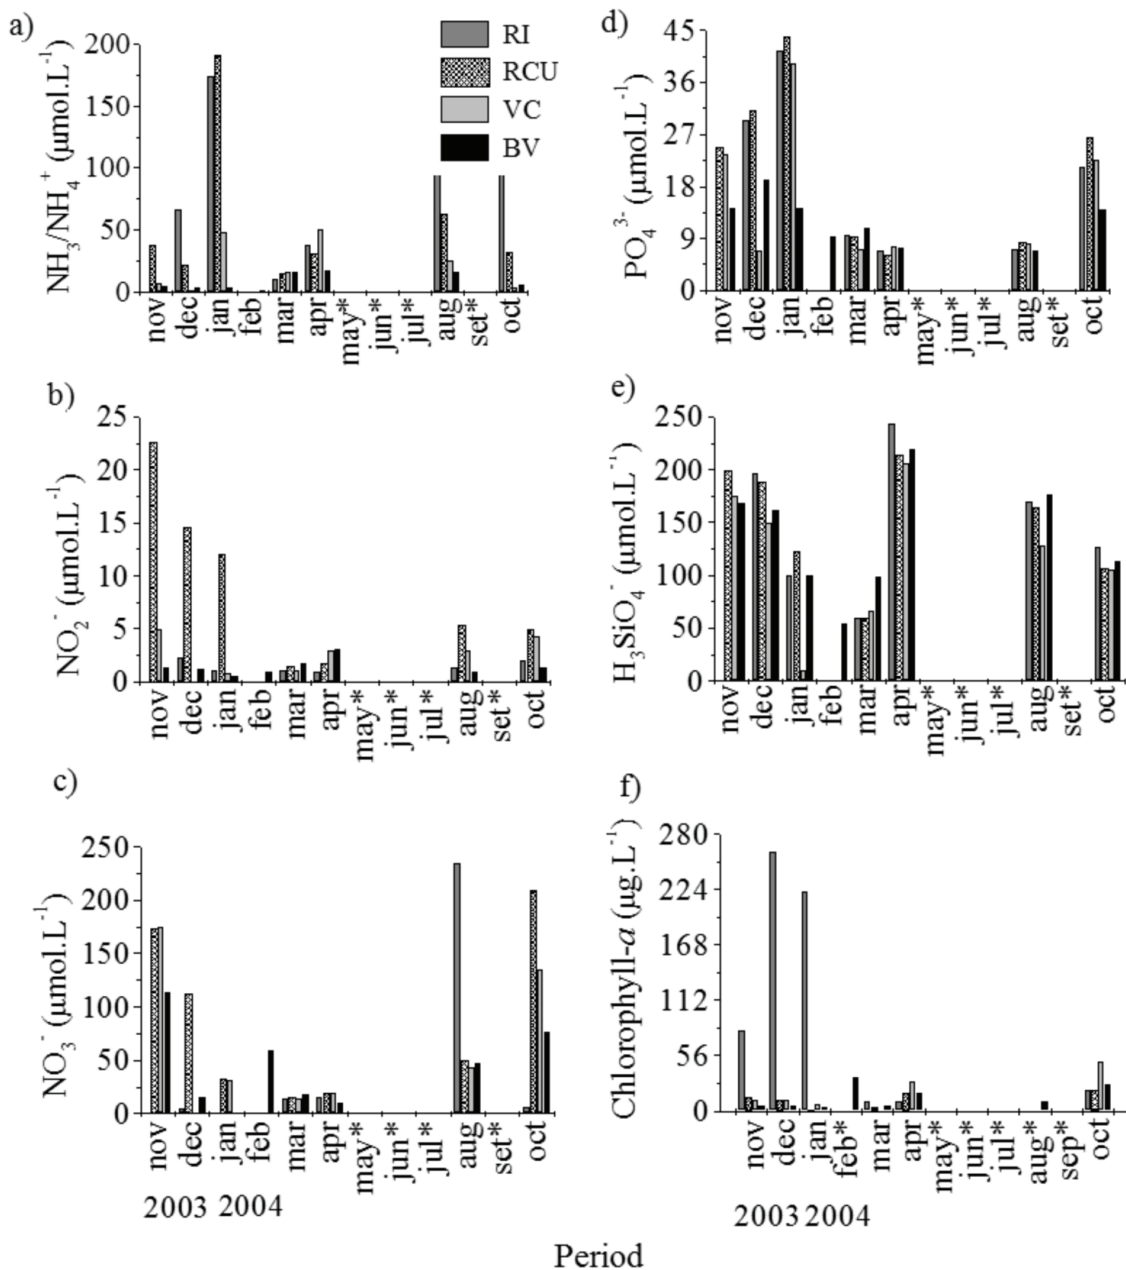 a)
NH₃/NH₄⁺ (µmol.L⁻¹)
200
150
100
50
0
nov dec jan feb mar apr may* jun* jul* aug set* oct
RI
RCU
VC
BV
b)
NO₂⁻ (µmol.L⁻¹)
25
20
15
10
5
0
nov dec jan feb mar apr may* jun* jul* aug set* oct
c)
NO₃⁻ (µmol.L⁻¹)
250
200
150
100
50
0
nov dec jan feb mar apr may* jun* jul* aug set* oct
2003 2004
d)
PO₄³⁻ (µmol.L⁻¹)
45
36
27
18
9
0
nov dec jan feb mar apr may* jun* jul* aug set* oct
e)
H₃SiO₄⁻ (µmol.L⁻¹)
250
200
150
100
50
0
nov dec jan feb mar apr may* jun* jul* aug set* oct
f)
Chlorophyll-a (µg.L⁻¹)
280
224
168
112
56
0
nov dec jan feb* mar apr may* jun* jul* aug* sep* oct
2003 2004
Period